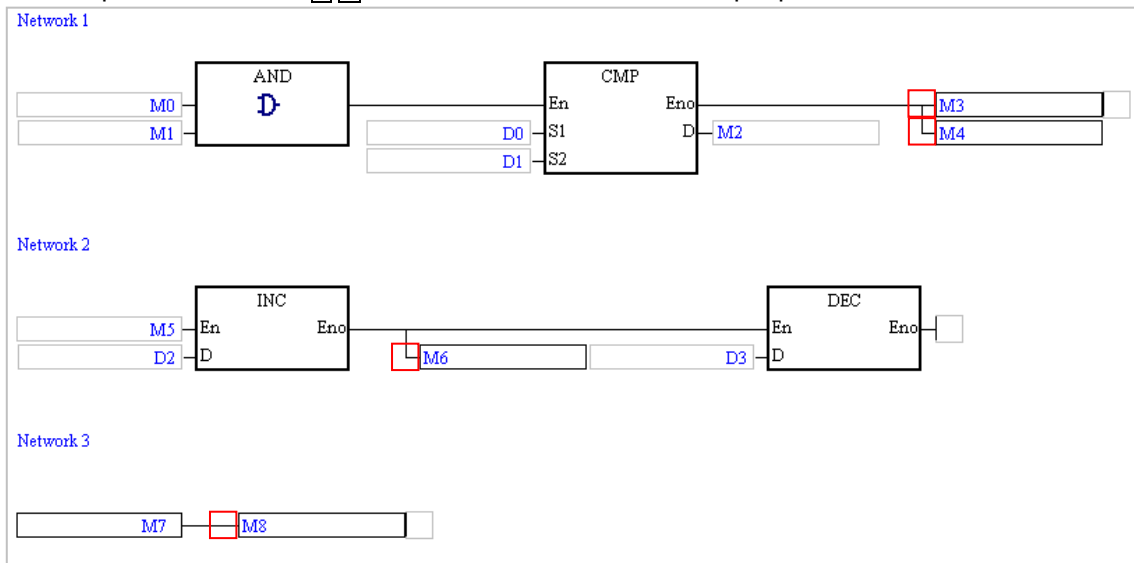 Network 1
AND
CMP
M0
En
Eno
M3
M1
D0
S1
D
M2
M4
D1
S2
Network 2
INC
DEC
M5
En
Eno
En
Eno
D2
D
M6
D3
D
Network 3
M7
M8